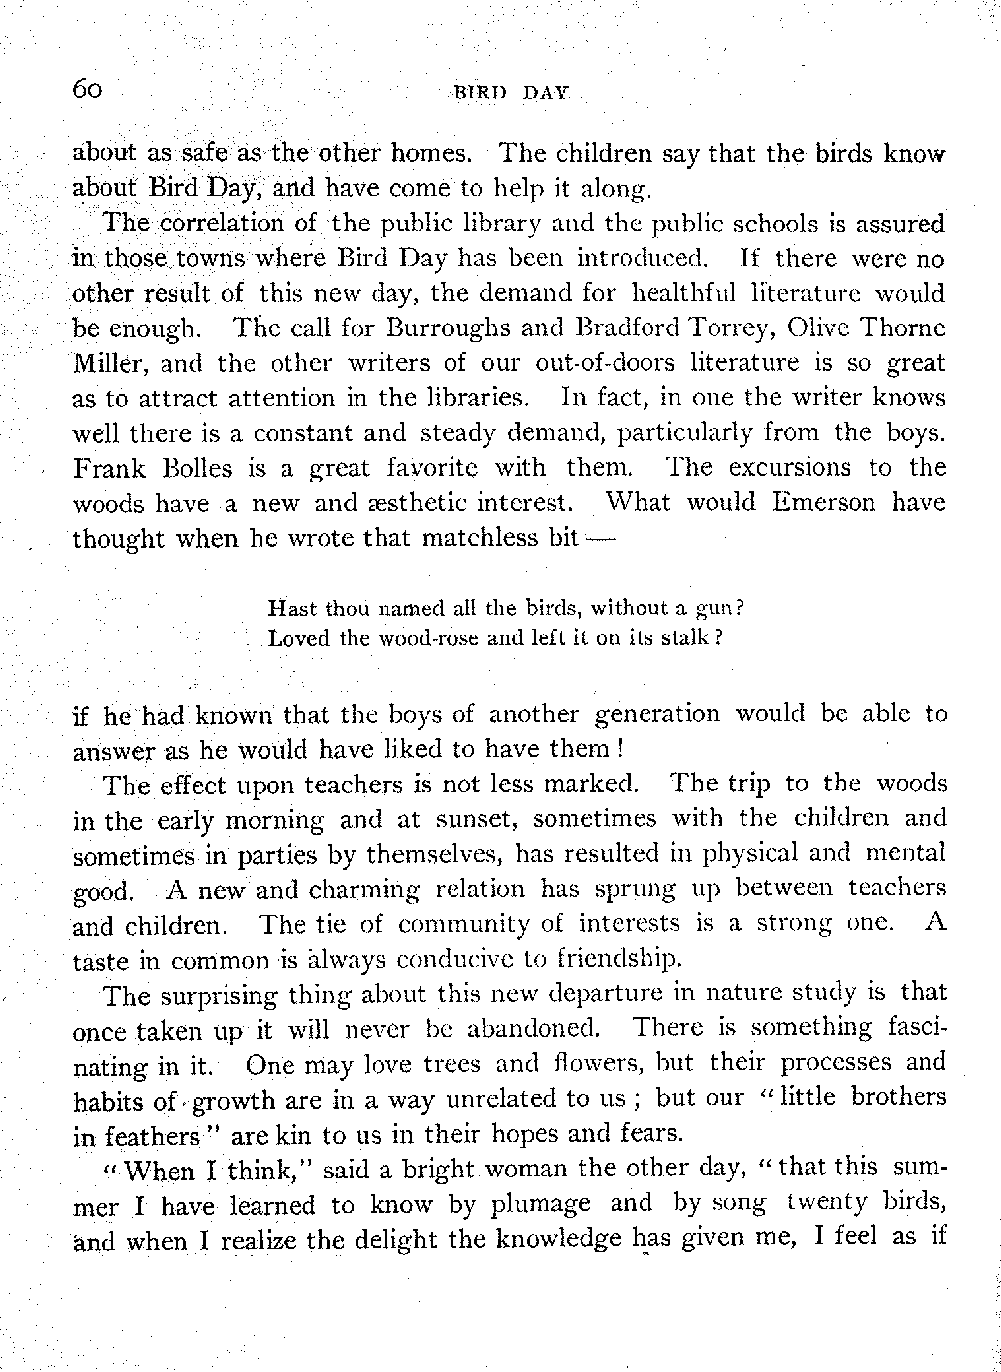 60 BIRD DAY
about as safe as the other homes. The children say that the birds know
about Bird Day, and have come to help it along.
The correlation of the public library and the public schools is assured
in those towns where Bird Day has been introduced. If there were no
other result of this new day, the demand for healthful literature would
be enough. The call for Burroughs and Bradford Torrey, Olive Thorne
Miller, and the other writers of our out-of-doors literature is so great
as to attract attention in the libraries. In fact, in one the writer knows
well there is a constant and steady demand, particularly from the boys.
Frank Bolles is a great favorite with them. The excursions to the
woods have a new and æsthetic interest. What would Emerson have
thought when he wrote that matchless bit —
Hast thou named all the birds, without a gun?
Loved the wood-rose and left it on its stalk?
if he had known that the boys of another generation would be able to
answer as he would have liked to have them!
The effect upon teachers is not less marked. The trip to the woods
in the early morning and at sunset, sometimes with the children and
sometimes in parties by themselves, has resulted in physical and mental
good. A new and charming relation has sprung up between teachers
and children. The tie of community of interests is a strong one. A
taste in common is always conducive to friendship.
The surprising thing about this new departure in nature study is that
once taken up it will never be abandoned. There is something fasci-
nating in it. One may love trees and flowers, but their processes and
habits of growth are in a way unrelated to us; but our "little brothers
in feathers" are kin to us in their hopes and fears.
"When I think," said a bright woman the other day, "that this sum-
mer I have learned to know by plumage and by song twenty birds,
and when I realize the delight the knowledge has given me, I feel as if